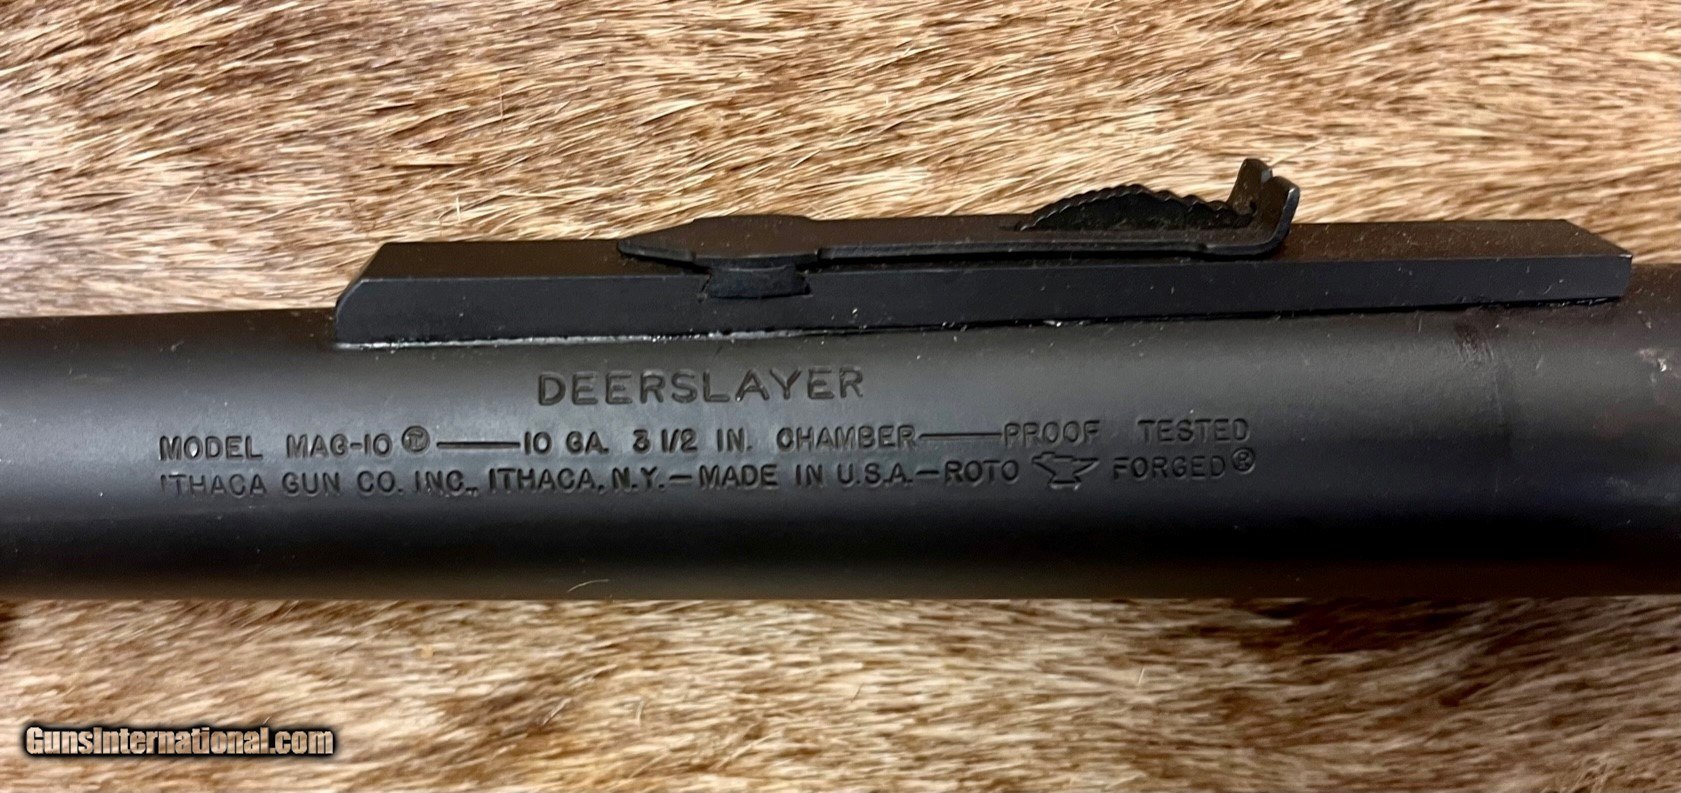 DEERSLAYER
MODEL MAG-10 ® —— 10 GA. 3 1/2 IN. CHAMBER —— PROOF TESTED
ITHACA GUN CO. INC., ITHACA, N.Y. — MADE IN U.S.A. — ROTO FORGED®
GunsInternational.com